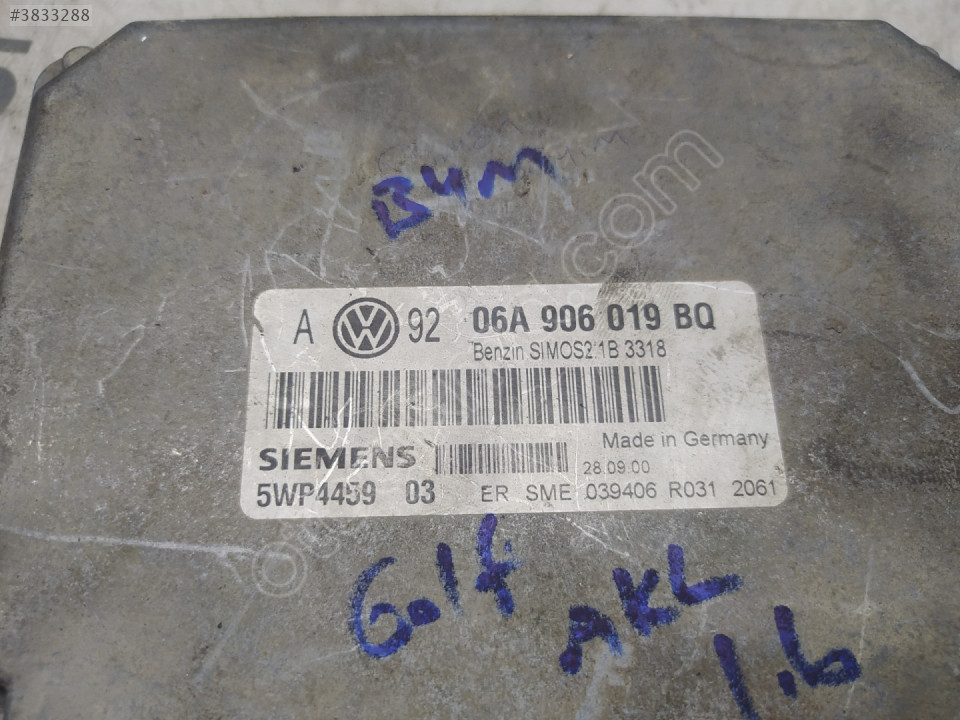 #3833288
B4M
A 92 06A 906 019 BQ
Benzin SIMOS2.1B 3318
SIEMENS
Made in Germany
28.09.00
5WP4459 03 ER SME 039406 R031 2061
Golf
AKL
1.6